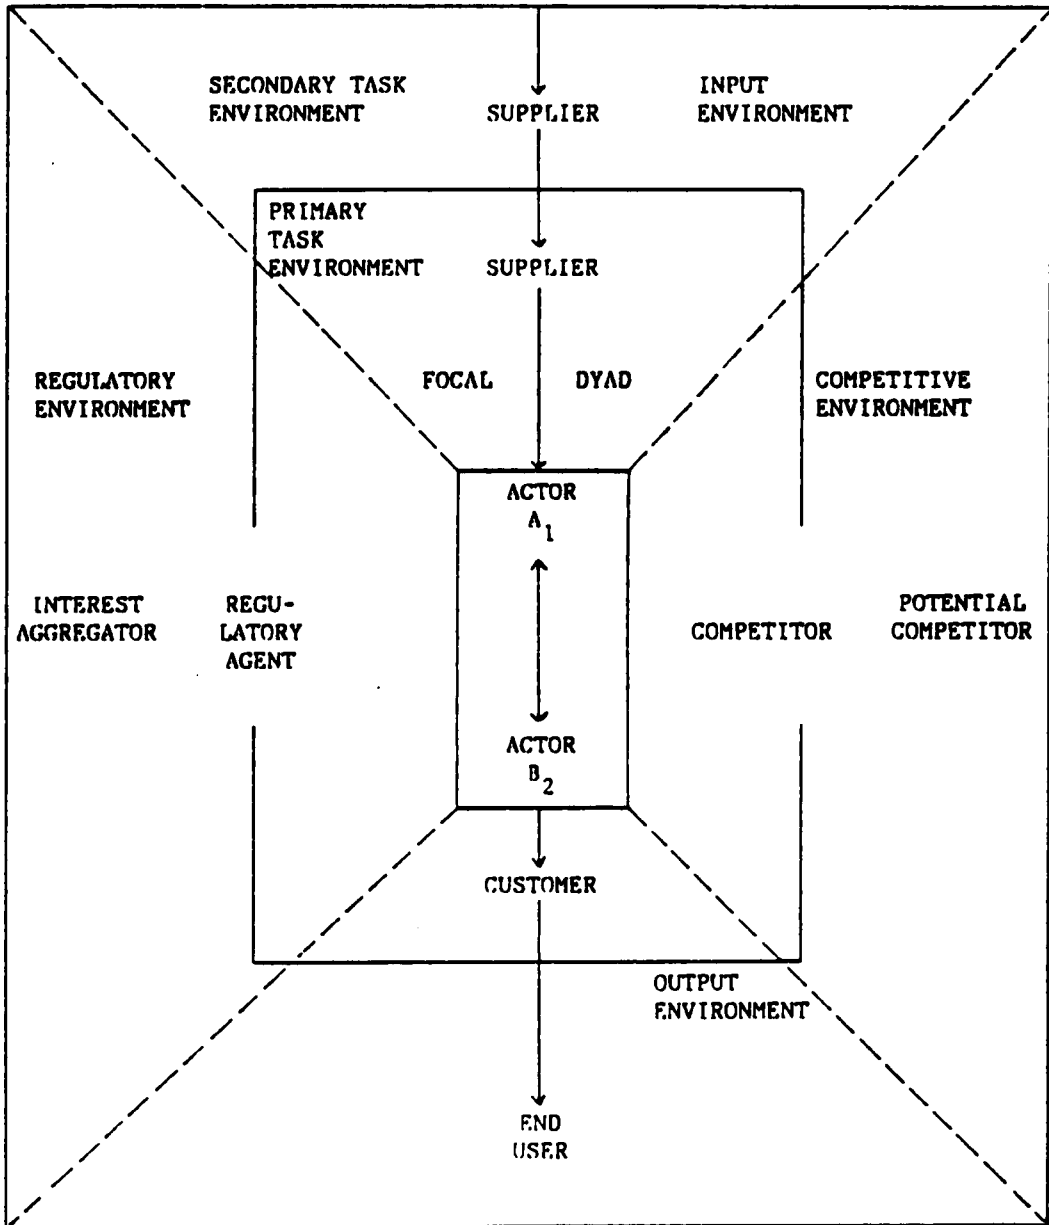 SECONDARY TASK
ENVIRONMENT
SUPPLIER
INPUT
ENVIRONMENT
PRIMARY
TASK
ENVIRONMENT
SUPPLIER
REGULATORY
ENVIRONMENT
FOCAL
DYAD
COMPETITIVE
ENVIRONMENT
ACTOR
A1
INTEREST
AGGREGATOR
REGU-
LATORY
AGENT
COMPETITOR
POTENTIAL
COMPETITOR
ACTOR
B2
CUSTOMER
OUTPUT
ENVIRONMENT
END
USER